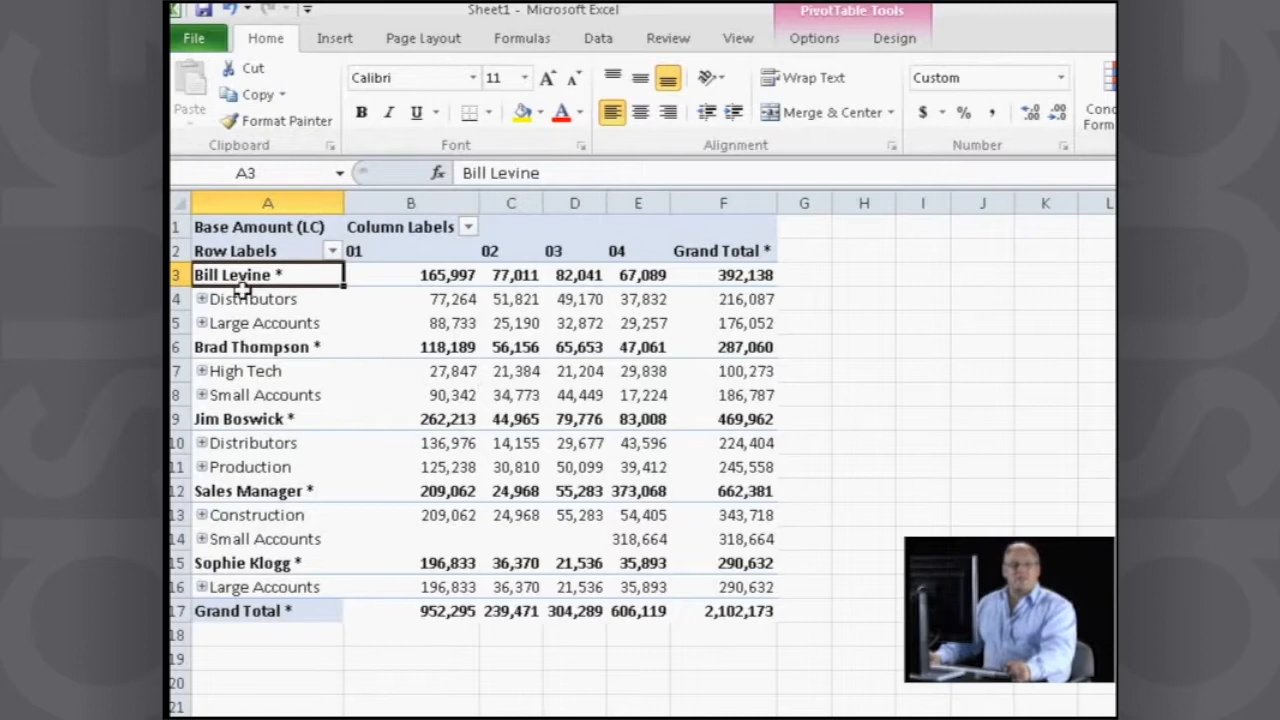 Sheet1 - Microsoft Excel
PivotTable Tools
File Home Insert Page Layout Formulas Data Review View Options Design
Paste
Cut
Copy
Format Painter
Clipboard
Calibri 11
B I U
Font
Wrap Text
Merge & Center
Alignment
Custom
$ % ,
Number
A3 fx Bill Levine
A B C D E F G H I J K L
1 Base Amount (LC) Column Labels
2 Row Labels 01 02 03 04 Grand Total *
3 Bill Levine * 165,997 77,011 82,041 67,089 392,138
4 Distributors 77,264 51,821 49,170 37,832 216,087
5 Large Accounts 88,733 25,190 32,872 29,257 176,052
6 Brad Thompson * 118,189 56,156 65,653 47,061 287,060
7 High Tech 27,847 21,384 21,204 29,838 100,273
8 Small Accounts 90,342 34,773 44,449 17,224 186,787
9 Jim Boswick * 262,213 44,965 79,776 83,008 469,962
10 Distributors 136,976 14,155 29,677 43,596 224,404
11 Production 125,238 30,810 50,099 39,412 245,558
12 Sales Manager * 209,062 24,968 55,283 373,068 662,381
13 Construction 209,062 24,968 55,283 54,405 343,718
14 Small Accounts 318,664 318,664
15 Sophie Klogg * 196,833 36,370 21,536 35,893 290,632
16 Large Accounts 196,833 36,370 21,536 35,893 290,632
17 Grand Total * 952,295 239,471 304,289 606,119 2,102,173
18
19
20
21